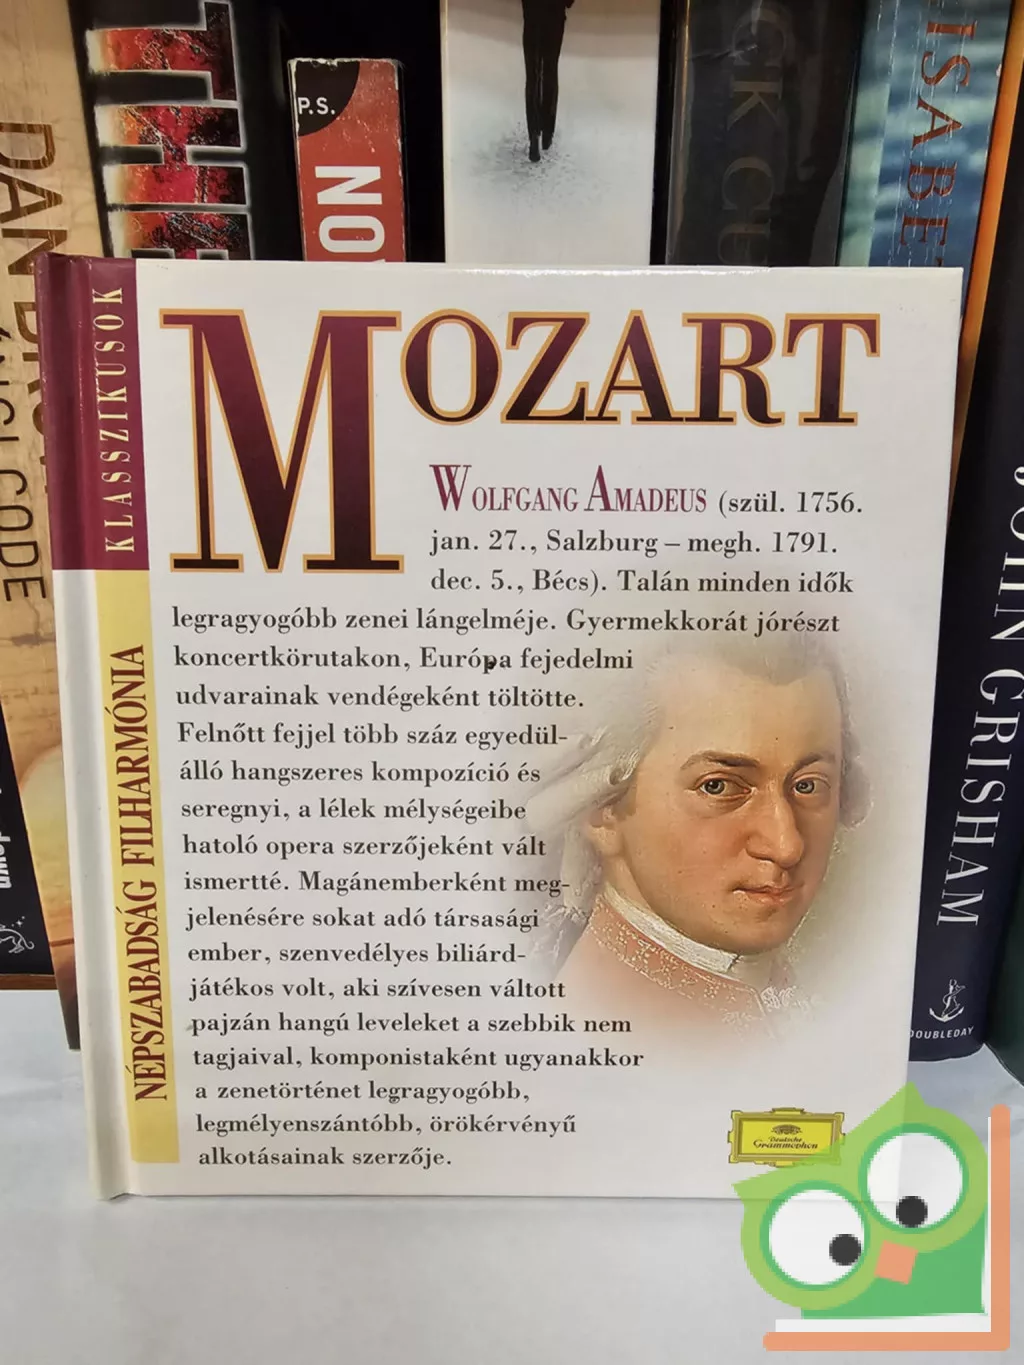 DAN BROWN
P.S.
NOV
ISABE
JOHN GRISHAM
DOUBLEDAY
KLASSZIKUSOK
NÉPSZABADSÁG FILHARMÓNIA
MOZART
WOLFGANG AMADEUS (szül. 1756.
jan. 27., Salzburg – megh. 1791.
dec. 5., Bécs). Talán minden idők
legragyogóbb zenei lángelméje. Gyermekkorát jórészt
koncertkörutakon, Európa fejedelmi
udvarainak vendégeként töltötte.
Felnőtt fejjel több száz egyedül-
álló hangszeres kompozíció és
seregnyi, a lélek mélységeibe
hatoló opera szerzőjeként vált
ismertté. Magánemberként meg-
jelenésére sokat adó társasági
ember, szenvedélyes biliárd-
játékos volt, aki szívesen váltott
pajzán hangú leveleket a szebbik nem
tagjaival, komponistaként ugyanakkor
a zenetörténet legragyogóbb,
legmélyenszántóbb, örökérvényű
alkotásainak szerzője.
Deutsche
Grammophon